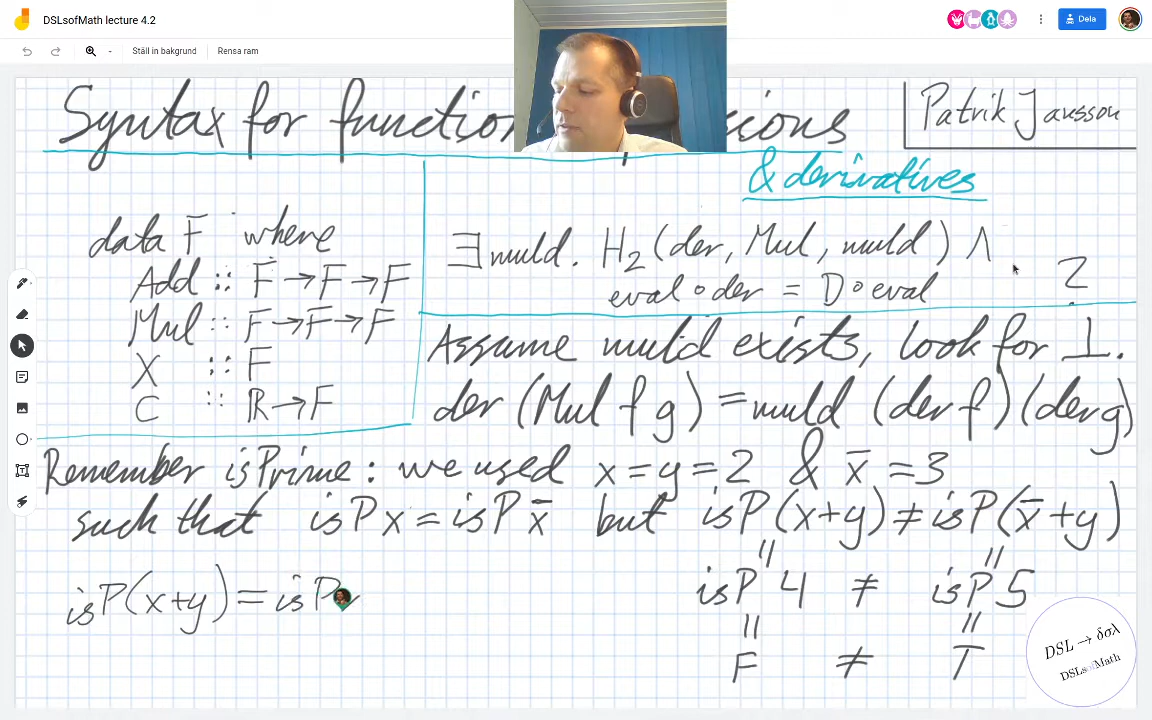 DSLsofMath lecture 4.2
Dela
Ställ in bakgrund
Rensa ram
Syntax for function
sions
Patrik Jansson
& derivatives
data F where
Add :: F → F → F
Mul :: F → F → F
X :: F
C :: ℝ → F
∃ muld. H₂(der, Mul, muld) ∧
eval ∘ der = D ∘ eval
?
Assume muld exists, look for ⊥.
der (Mul f g) = muld (der f) (der g)
Remember isPrime: we used x = y = 2 & x̄ = 3
such that isP x = isP x̄ but isP(x+y) ≠ isP(x̄+y)
॥ ॥
isP 4 ≠ isP 5
॥ ॥
F ≠ T
isP(x+y) = isP
DSL → δσλ
DSLsofMath